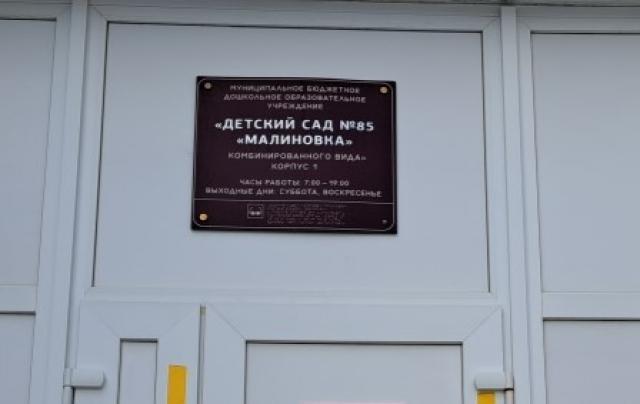 МУНИЦИПАЛЬНОЕ БЮДЖЕТНОЕ
ДОШКОЛЬНОЕ ОБРАЗОВАТЕЛЬНОЕ
УЧРЕЖДЕНИЕ
«ДЕТСКИЙ САД №85
«МАЛИНОВКА»
КОМБИНИРОВАННОГО ВИДА»
КОРПУС 1
ЧАСЫ РАБОТЫ: 7:00 – 19:00
ВЫХОДНЫЕ ДНИ: СУББОТА, ВОСКРЕСЕНЬЕ